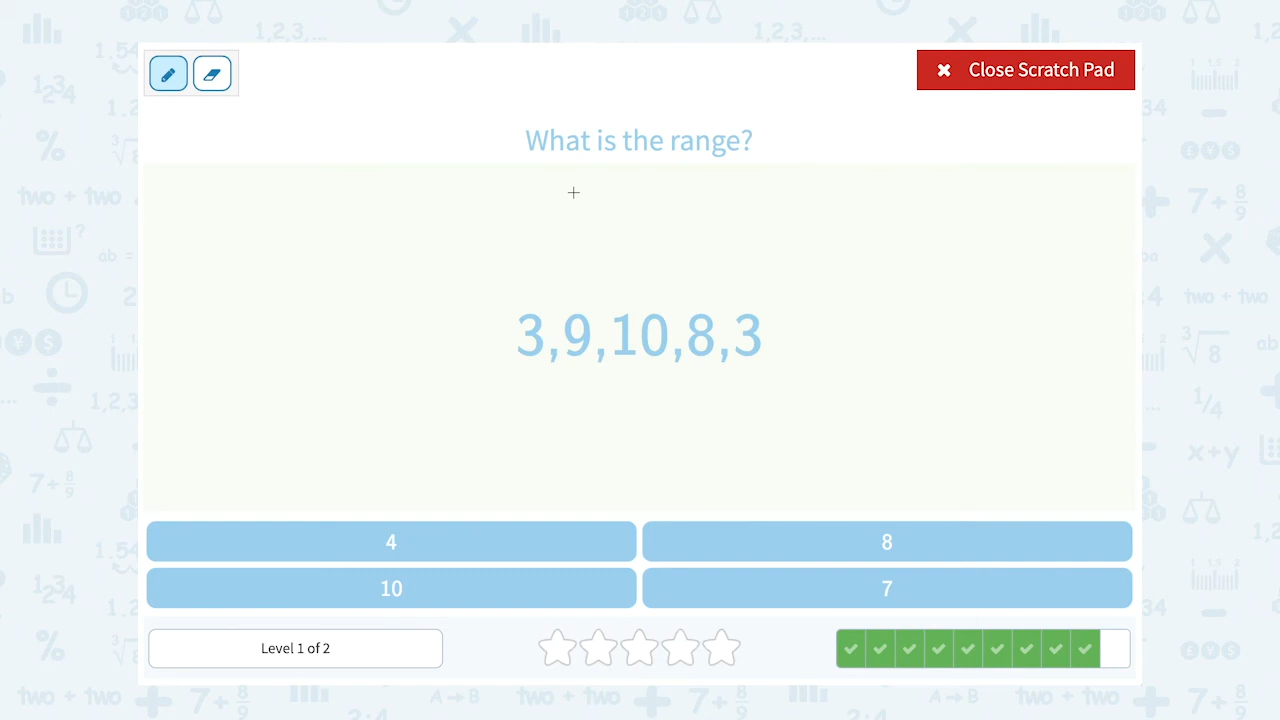 Close Scratch Pad
What is the range?
3,9,10,8,3
4
8
10
7
Level 1 of 2